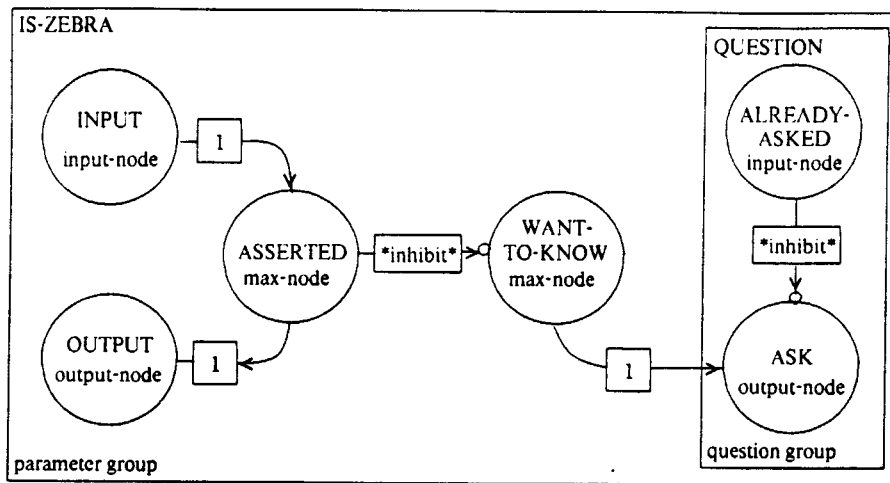 IS-ZEBRA
INPUT
input-node
1
ASSERTED
max-node
*inhibit*
WANT-
TO-KNOW
max-node
OUTPUT
output-node
1
1
QUESTION
ALREADY-
ASKED
input-node
*inhibit*
ASK
output-node
question group
parameter group